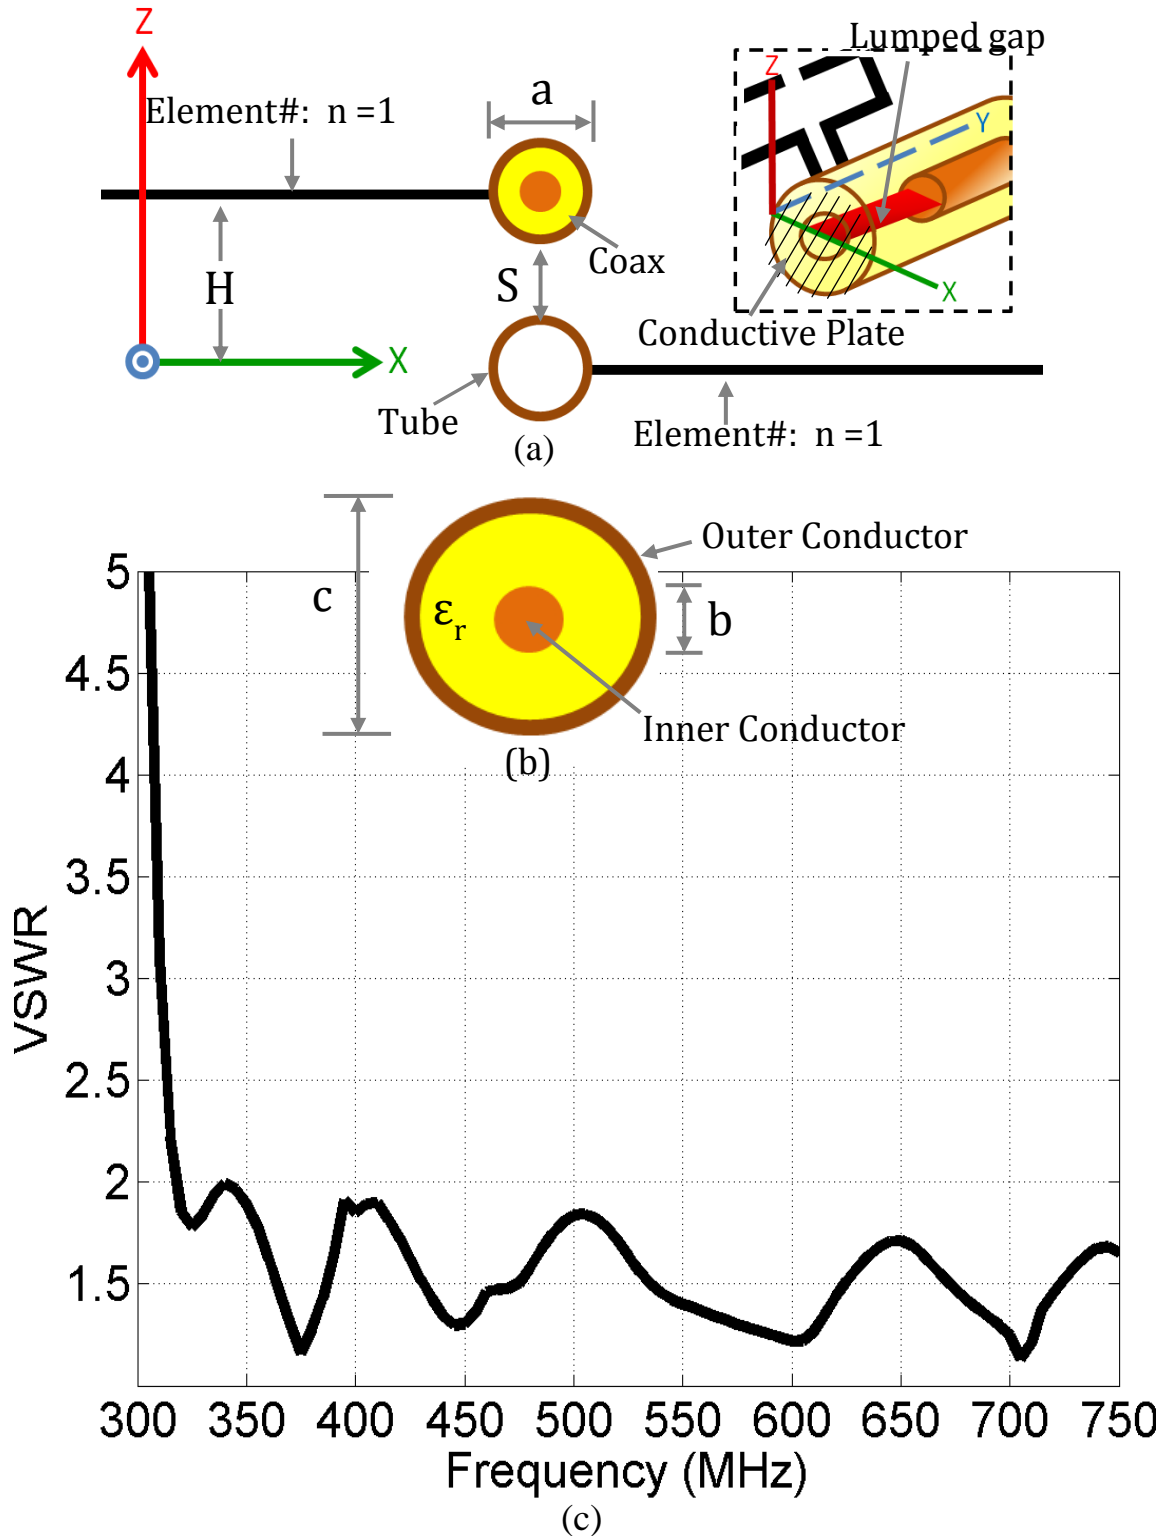 Z
Lumped gap
Element#: n =1
a
Z
Y
X
Coax
H
S
Conductive Plate
X
Tube
Element#: n =1
(a)
Outer Conductor
c
εr
b
Inner Conductor
(b)
5
4.5
4
3.5
3
2.5
2
1.5
VSWR
300 350 400 450 500 550 600 650 700 750
Frequency (MHz)
(c)